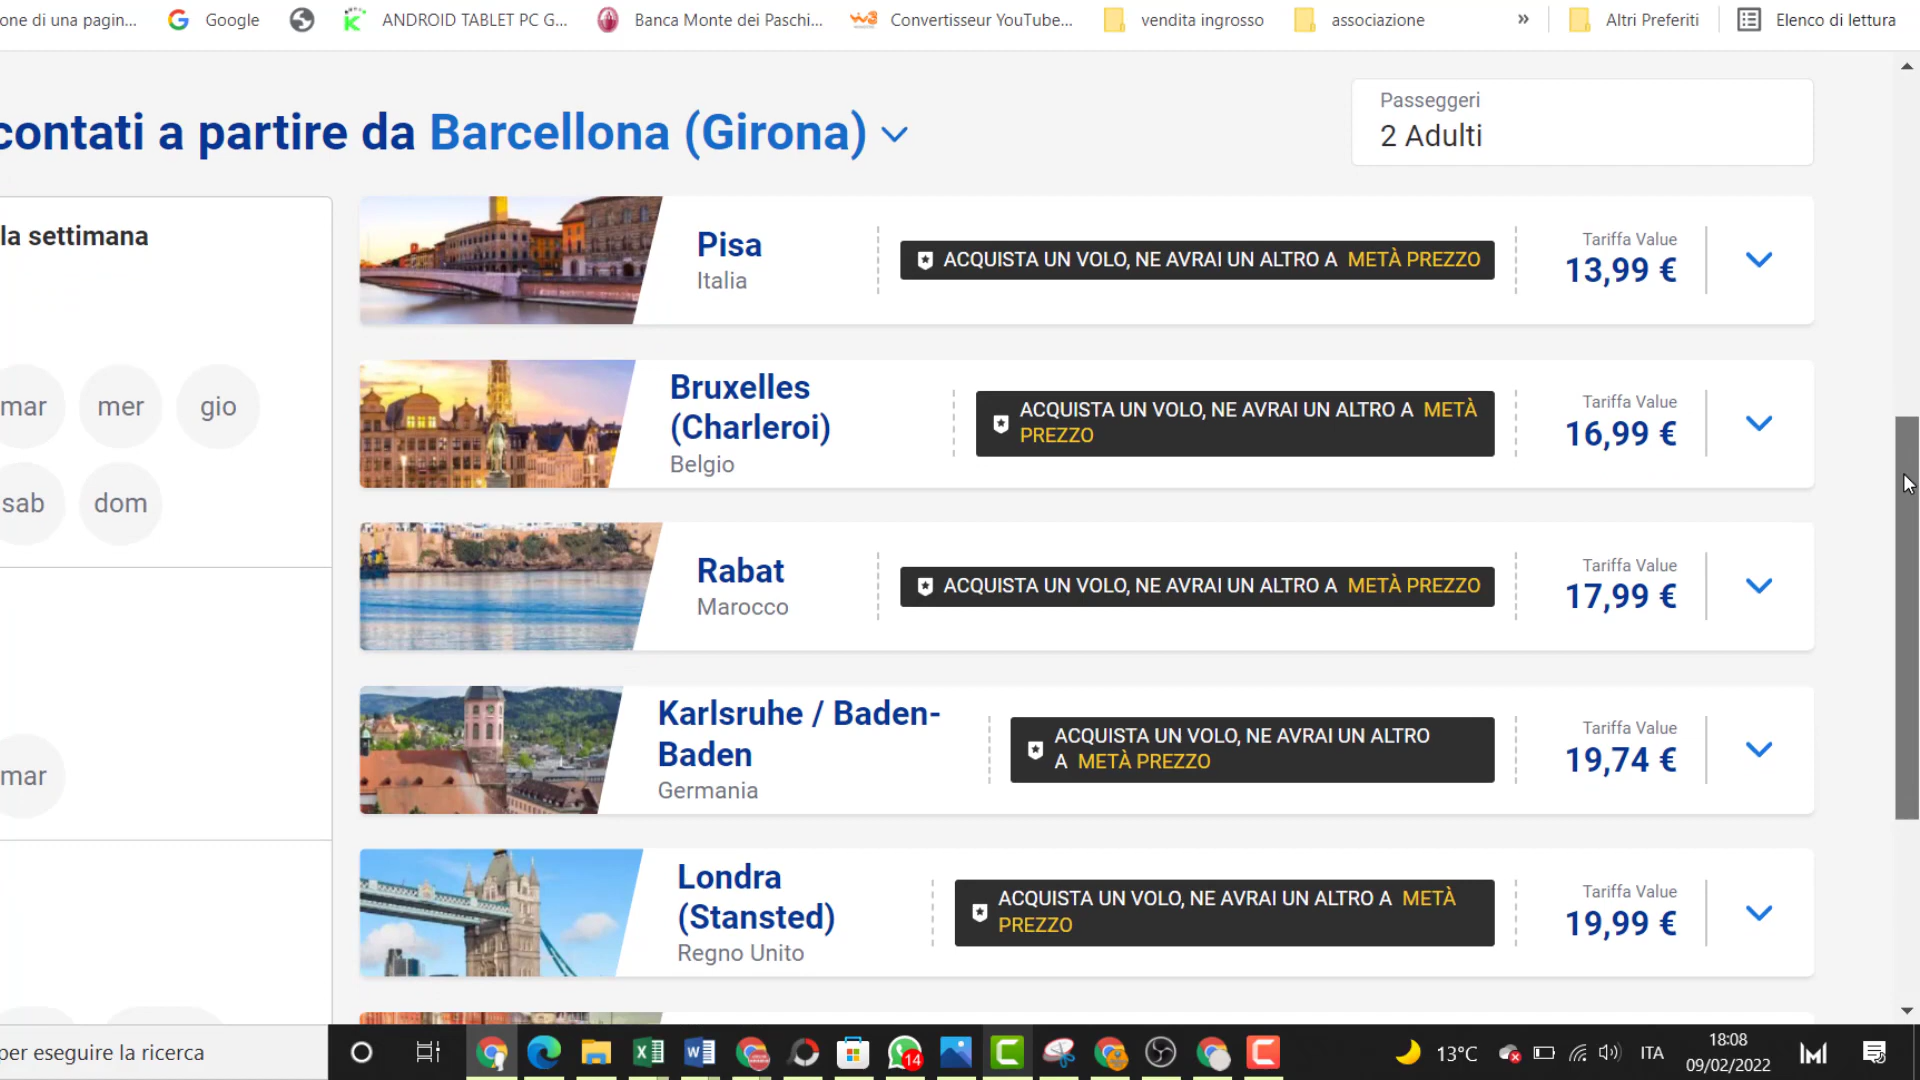 one di una pagin...
Google
ANDROID TABLET PC G...
Banca Monte dei Paschi...
Convertisseur YouTube...
vendita ingrosso
associazione
»
Altri Preferiti
Elenco di lettura
contati a partire da Barcellona (Girona)
Passeggeri
2 Adulti
la settimana
mar
mer
gio
sab
dom
mar
Pisa
Italia
ACQUISTA UN VOLO, NE AVRAI UN ALTRO A METÀ PREZZO
Tariffa Value
13,99 €
Bruxelles
(Charleroi)
Belgio
ACQUISTA UN VOLO, NE AVRAI UN ALTRO A METÀ
PREZZO
Tariffa Value
16,99 €
Rabat
Marocco
ACQUISTA UN VOLO, NE AVRAI UN ALTRO A METÀ PREZZO
Tariffa Value
17,99 €
Karlsruhe / Baden-
Baden
Germania
ACQUISTA UN VOLO, NE AVRAI UN ALTRO
A METÀ PREZZO
Tariffa Value
19,74 €
Londra
(Stansted)
Regno Unito
ACQUISTA UN VOLO, NE AVRAI UN ALTRO A METÀ
PREZZO
Tariffa Value
19,99 €
per eseguire la ricerca
14
13°C
ITA
18:08
09/02/2022